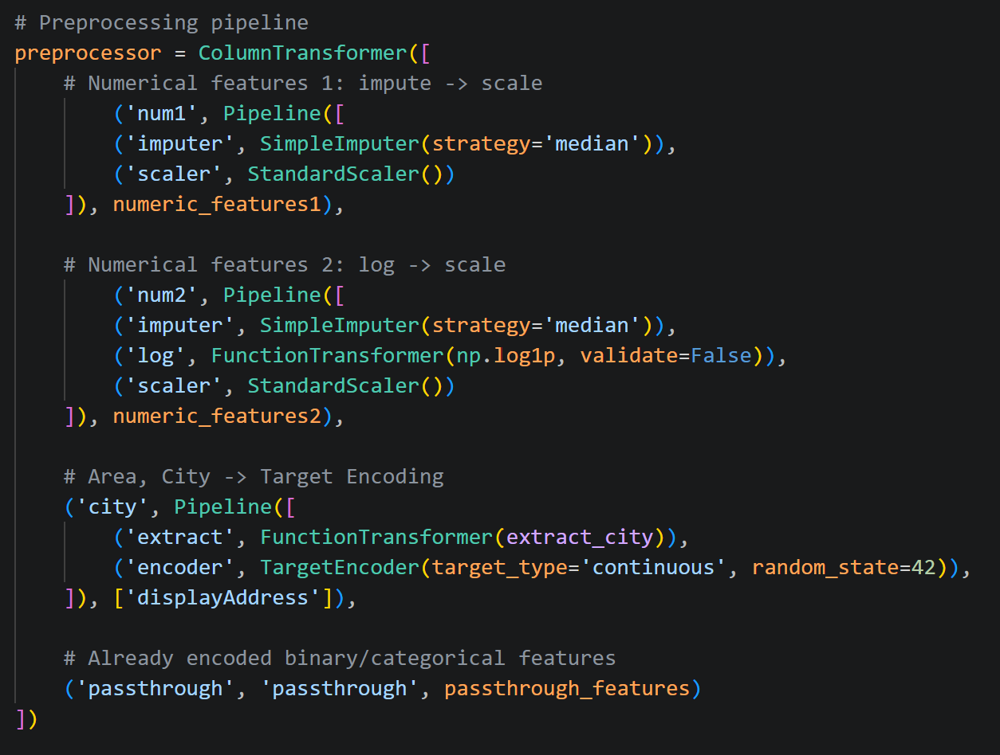 # Preprocessing pipeline
preprocessor = ColumnTransformer([
    # Numerical features 1: impute -> scale
        ('num1', Pipeline([
        ('imputer', SimpleImputer(strategy='median')),
        ('scaler', StandardScaler())
    ]), numeric_features1),

    # Numerical features 2: log -> scale
        ('num2', Pipeline([
        ('imputer', SimpleImputer(strategy='median')),
        ('log', FunctionTransformer(np.log1p, validate=False)),
        ('scaler', StandardScaler())
    ]), numeric_features2),

    # Area, City -> Target Encoding
    ('city', Pipeline([
        ('extract', FunctionTransformer(extract_city)),
        ('encoder', TargetEncoder(target_type='continuous', random_state=42)),
    ]), ['displayAddress']),

    # Already encoded binary/categorical features
    ('passthrough', 'passthrough', passthrough_features)
])